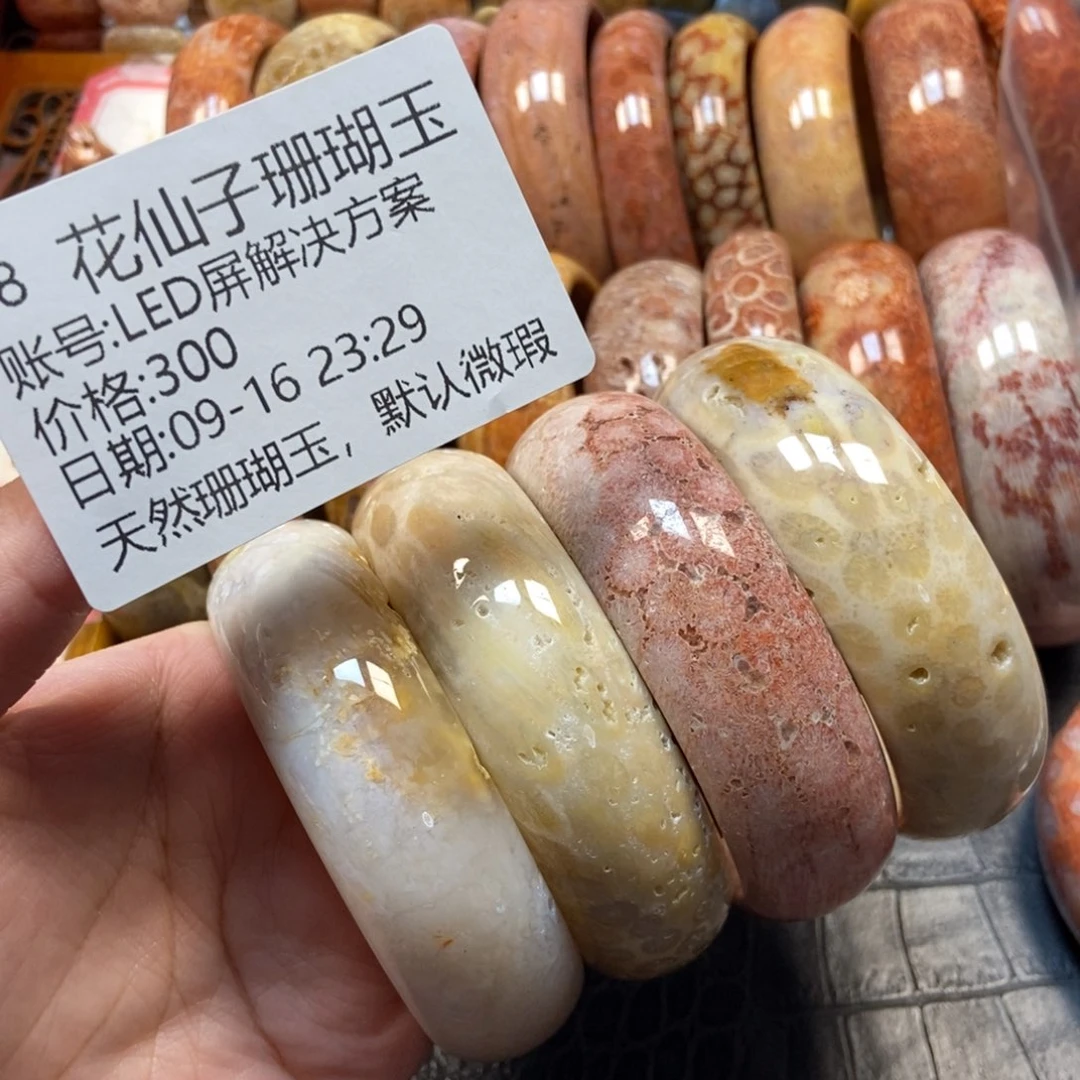 8 花仙子珊瑚玉
账号:LED屏解决方案
价格:300
日期:09-16 23:29
天然珊瑚玉，默认微瑕